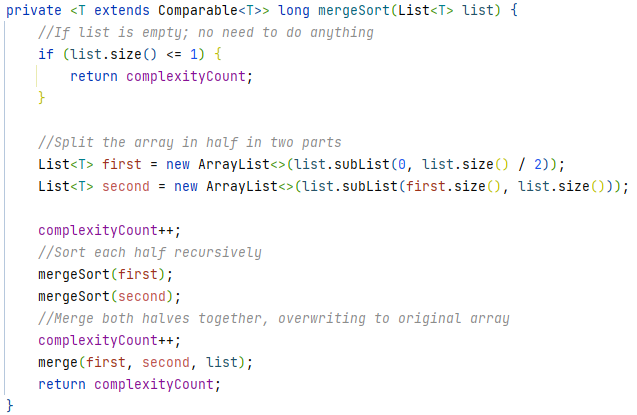 private <T extends Comparable<T>> long mergeSort(List<T> list) {
    //If list is empty; no need to do anything
    if (list.size() <= 1) {
        return complexityCount;
    }

    //Split the array in half in two parts
    List<T> first = new ArrayList<>(list.subList(0, list.size() / 2));
    List<T> second = new ArrayList<>(list.subList(first.size(), list.size()));

    complexityCount++;
    //Sort each half recursively
    mergeSort(first);
    mergeSort(second);
    //Merge both halves together, overwriting to original array
    complexityCount++;
    merge(first, second, list);
    return complexityCount;
}